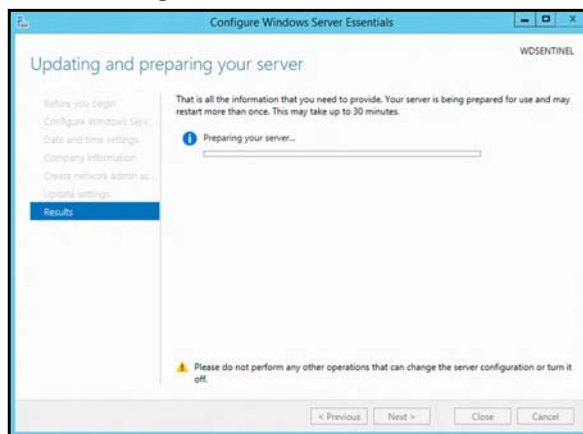 Configure Windows Server Essentials
WDSENTINEL
Updating and preparing your server
Before you begin
Configure Windows Serv...
Date and time settings
Company information
Create network admin ac...
Update settings
Results
That is all the information that you need to provide. Your server is being prepared for use and may
restart more than once. This may take up to 30 minutes.
Preparing your server...
Please do not perform any other operations that can change the server configuration or turn it
off.
< Previous
Next >
Close
Cancel